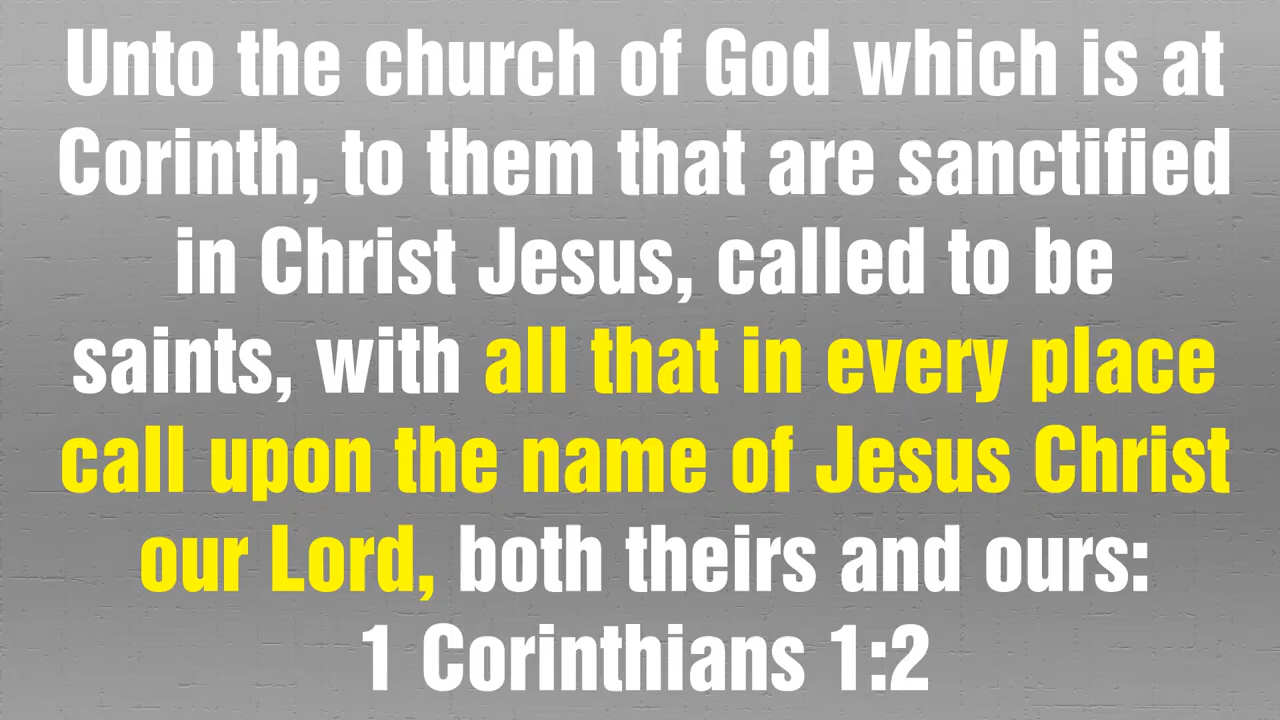 Unto the church of God which is at
Corinth, to them that are sanctified
in Christ Jesus, called to be
saints, with all that in every place
call upon the name of Jesus Christ
our Lord, both theirs and ours:
1 Corinthians 1:2